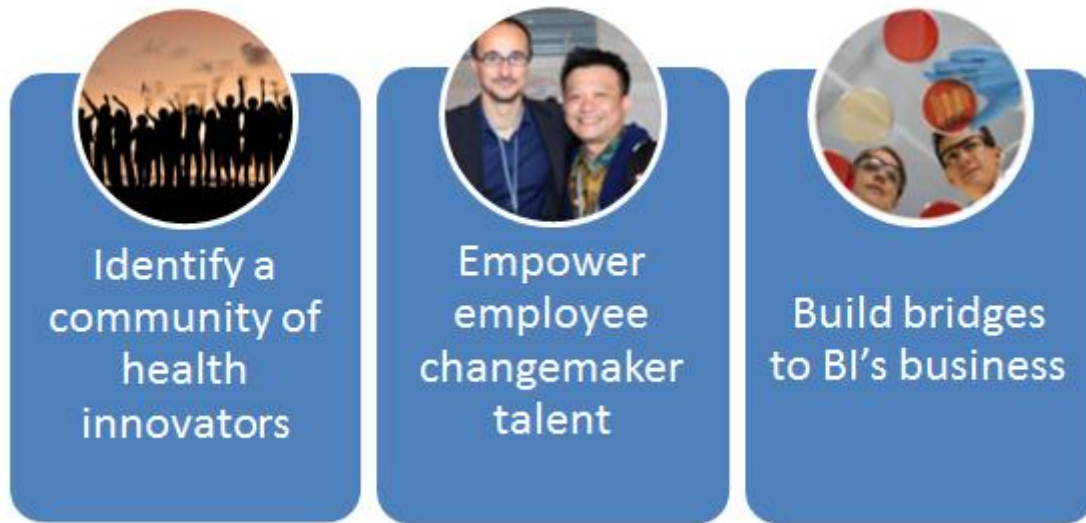 Identify a
community of
health
innovators
Empower
employee
changemaker
talent
Build bridges
to BI’s business